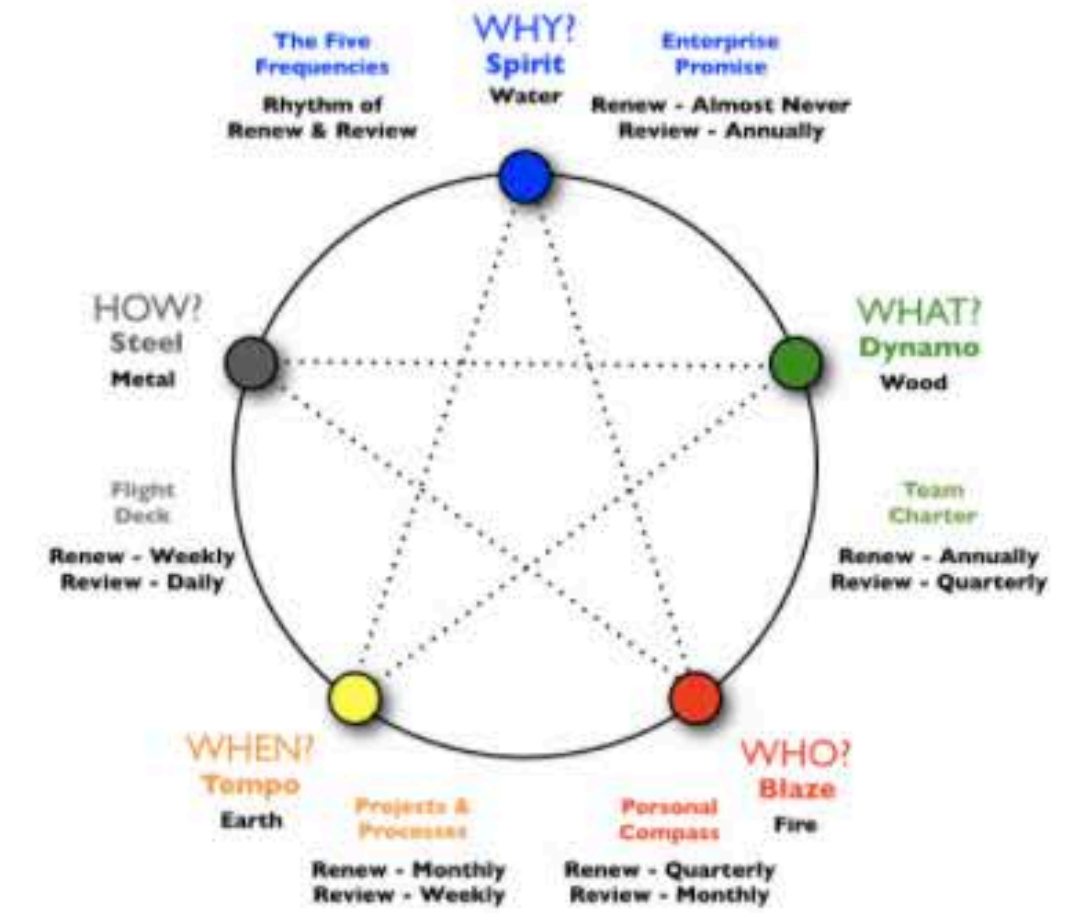 The Five
Frequencies
Rhythm of
Renew & Review
WHY?
Spirit
Water
Enterprise
Promise
Renew - Almost Never
Review - Annually
HOW?
Steel
Metal
WHAT?
Dynamo
Wood
Flight
Deck
Renew - Weekly
Review - Daily
Team
Charter
Renew - Annually
Review - Quarterly
WHEN?
Tempo
Earth
Projects &
Processes
Renew - Monthly
Review - Weekly
Personal
Compass
Renew - Quarterly
Review - Monthly
WHO?
Blaze
Fire